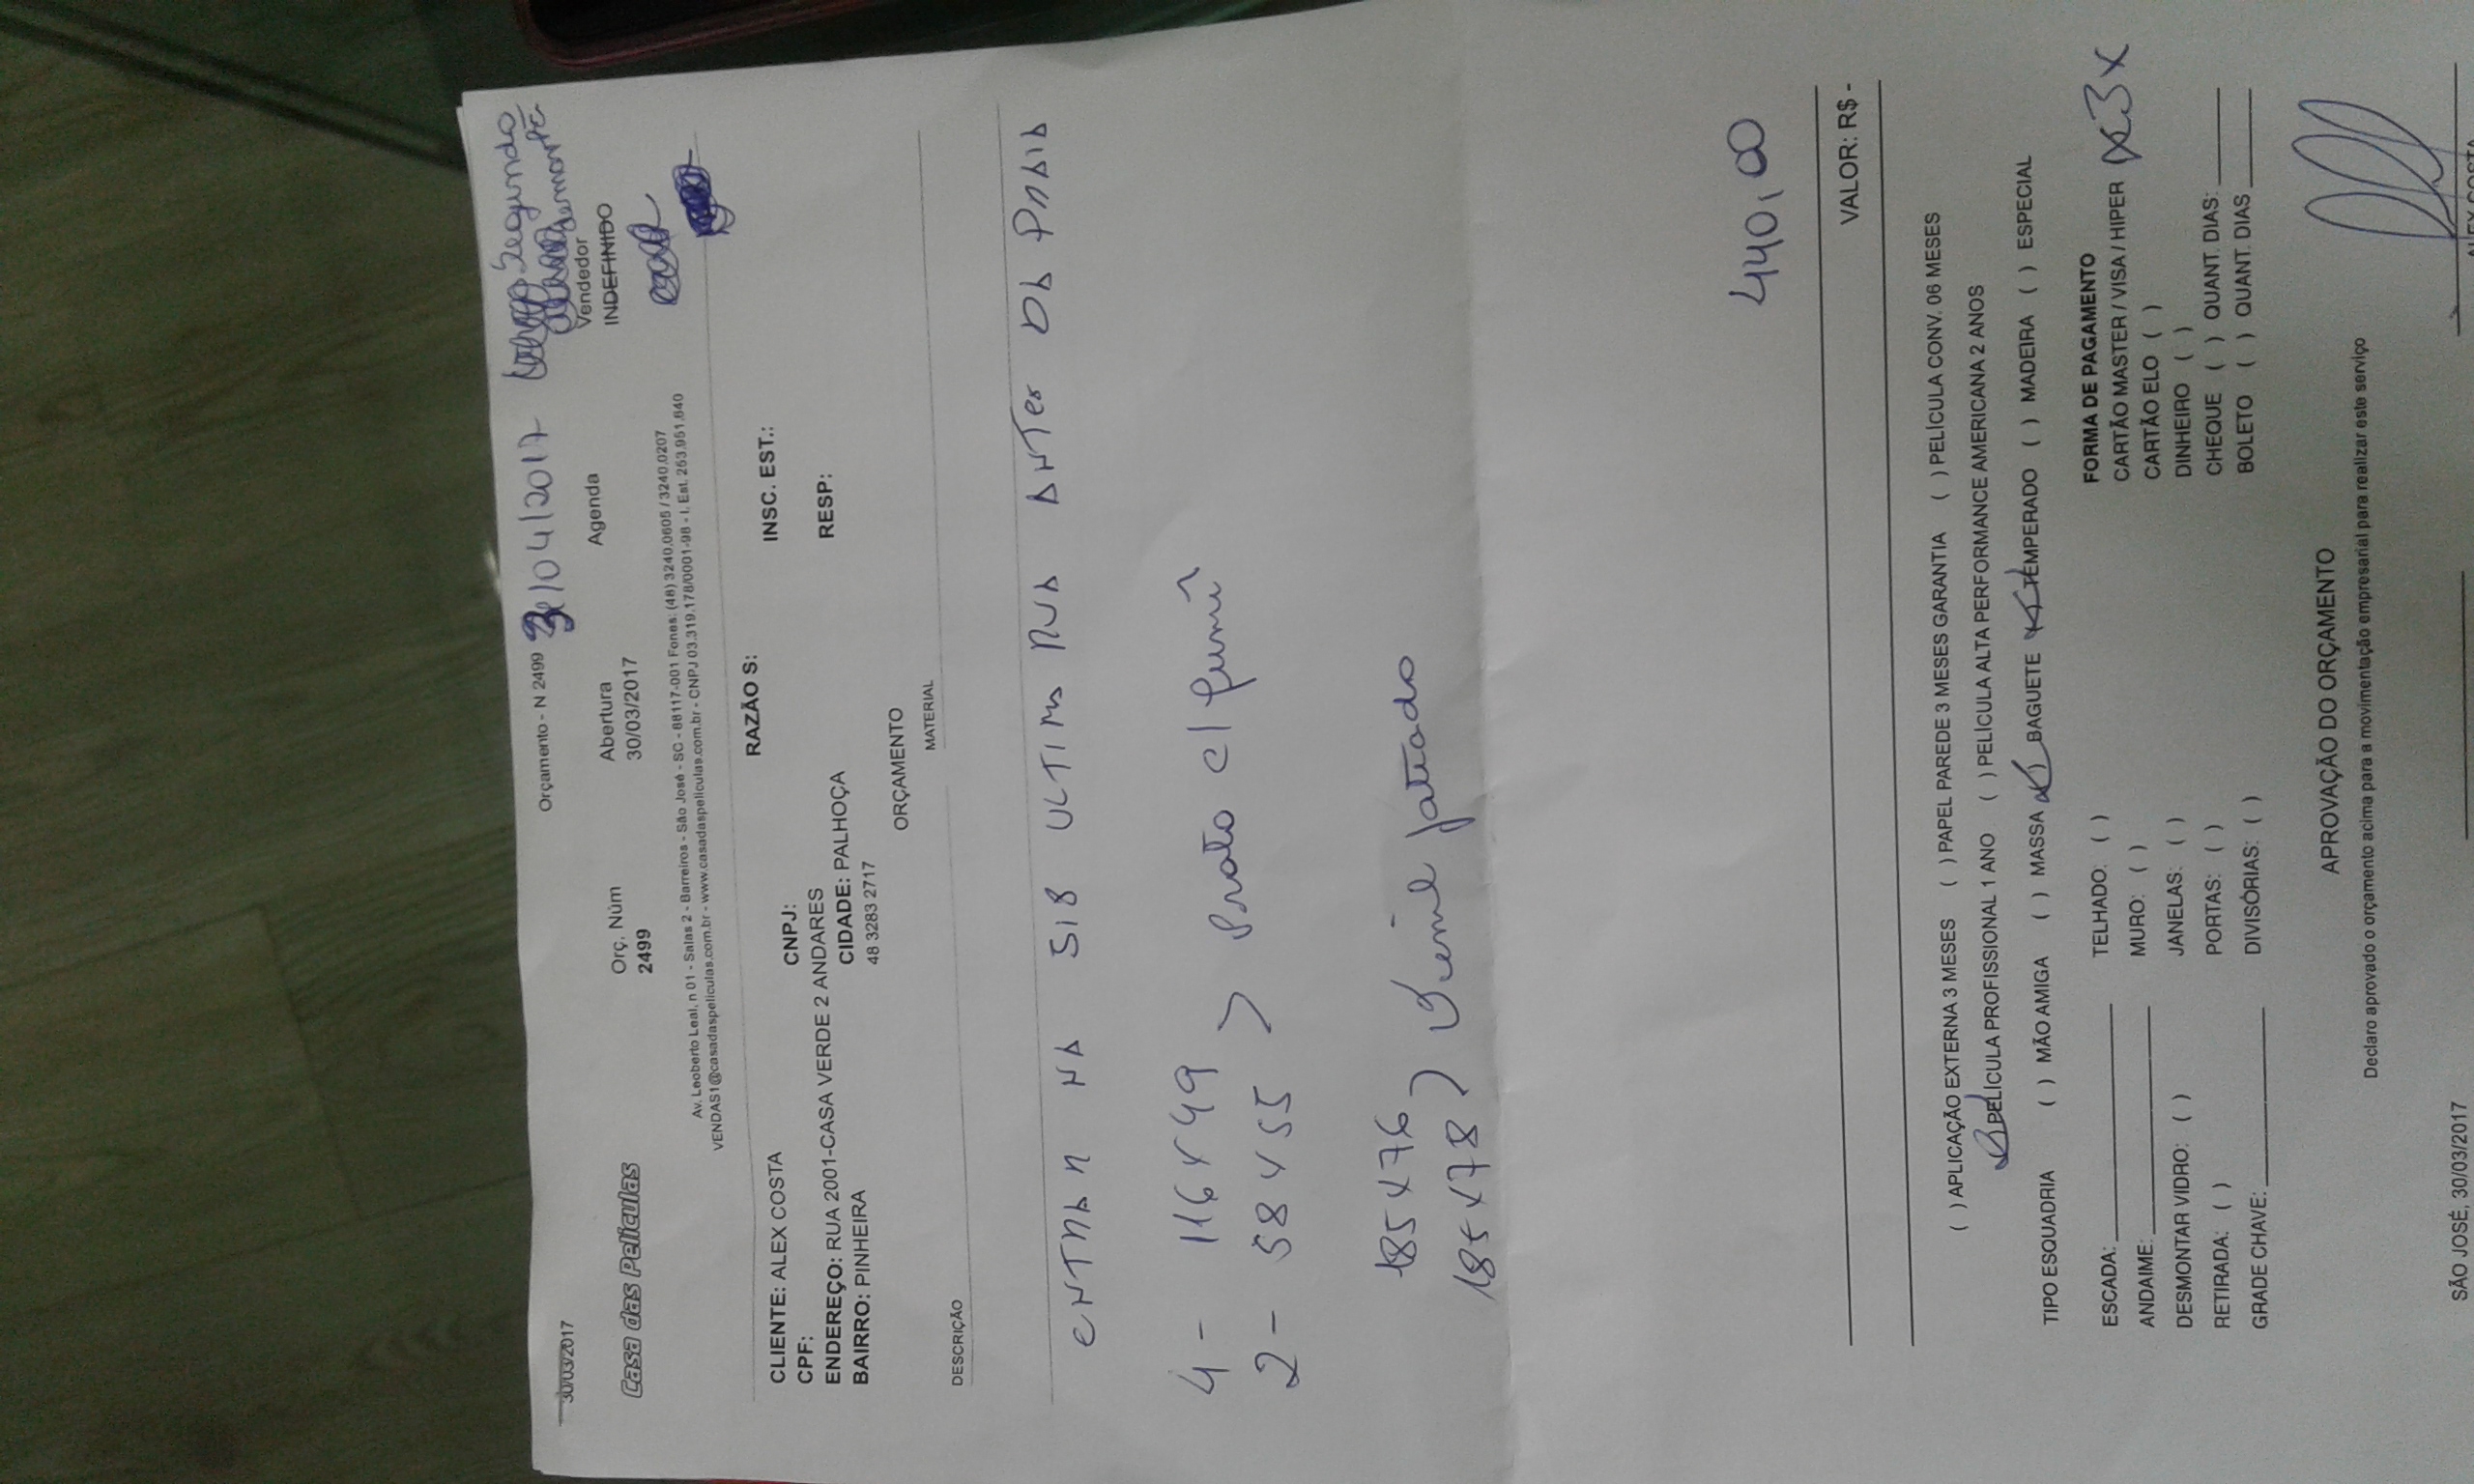 30/03/2017
Orçamento - N 2499
/04/2017
Segundo
Casa das Películas
Orç. Núm
2499
Abertura
30/03/2017
Agenda
Vendedor
INDEFINIDO
Av. Leoberto Leal, n 01 - Salas 2 - Barreiros - São José - SC - 88117-001 Fones: (48) 3240.0605 / 3240.0207
VENDAS1@casadaspeliculas.com.br - www.casadaspeliculas.com.br - CNPJ 03.319.178/0001-98 - I. Est. 253.951.640
CLIENTE: ALEX COSTA
RAZÃO S:
CPF:
CNPJ:
INSC. EST.:
ENDEREÇO: RUA 2001-CASA VERDE 2 ANDARES
BAIRRO: PINHEIRA
CIDADE: PALHOÇA
RESP:
48 3283 2717
ORÇAMENTO
DESCRIÇÃO
MATERIAL
ENTRAR NA 518 ULTIMA RUA ANTES DA PRAIA
4 - 116 x 49
2 - 58 x 55
Prata c/ fumê
185 x 76
185 x 78
jateado
440,00
VALOR: R$ -
( ) APLICAÇÃO EXTERNA 3 MESES ( ) PAPEL PAREDE 3 MESES GARANTIA ( ) PELÍCULA CONV. 06 MESES
PELÍCULA PROFISSIONAL 1 ANO ( ) PELICULA ALTA PERFORMANCE AMERICANA 2 ANOS
TIPO ESQUADRIA ( ) MÃO AMIGA ( ) MASSA BAGUETE TEMPERADO ( ) MADEIRA ( ) ESPECIAL
ESCADA:
TELHADO: ( )
FORMA DE PAGAMENTO
ANDAIME:
MURO: ( )
CARTÃO MASTER / VISA / HIPER (x) 3x
DESMONTAR VIDRO: ( )
JANELAS: ( )
CARTÃO ELO ( )
RETIRADA: ( )
PORTAS: ( )
DINHEIRO ( )
GRADE CHAVE:
DIVISÓRIAS: ( )
CHEQUE ( ) QUANT. DIAS:
BOLETO ( ) QUANT. DIAS
APROVAÇÃO DO ORÇAMENTO
Declaro aprovado o orçamento acima para a movimentação empresarial para realizar este serviço
SÃO JOSÉ, 30/03/2017
ALEX COSTA